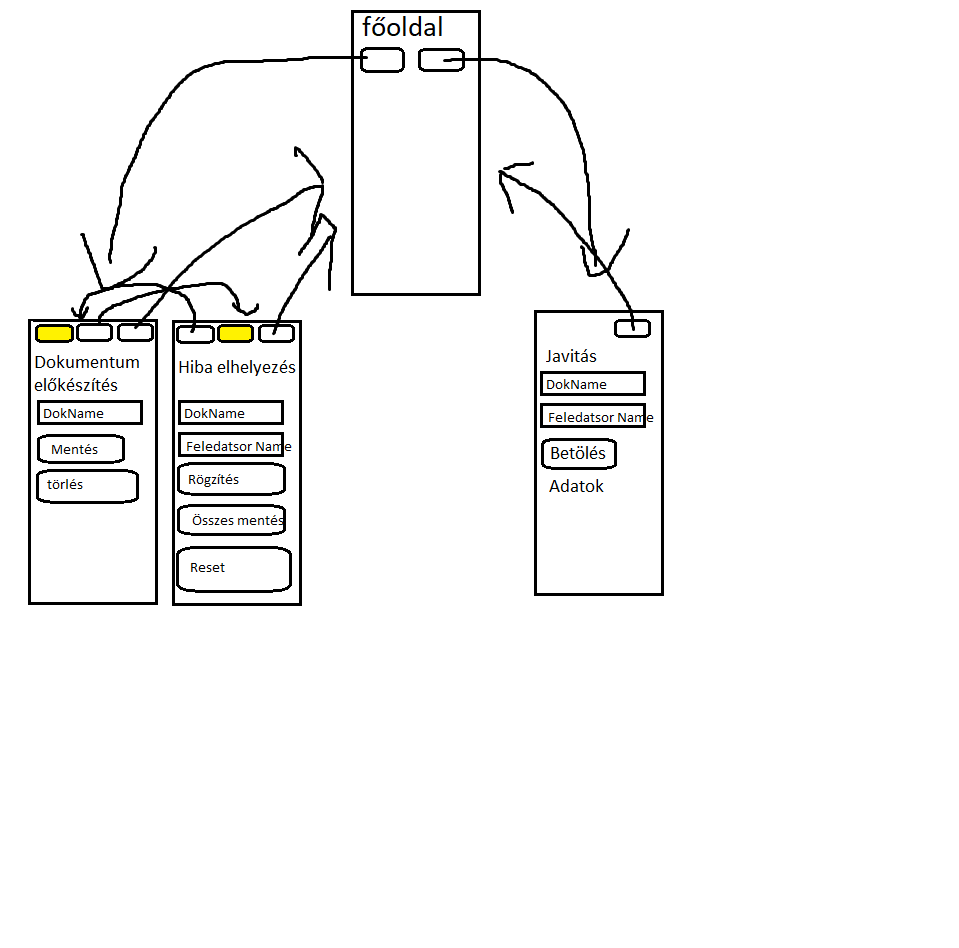 főoldal
Dokumentum
előkészítés
DokName
Mentés
törlés
Hiba elhelyezés
DokName
Feledatsor Name
Rögzítés
Összes mentés
Reset
Javitás
DokName
Feledatsor Name
Betölés
Adatok